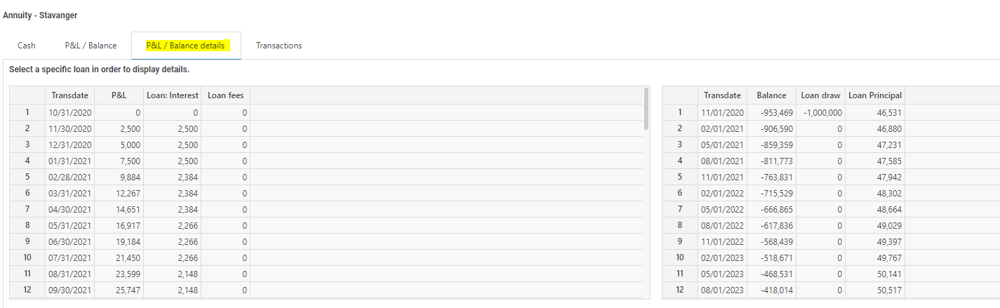 Annuity - Stavanger
Cash P&L / Balance P&L / Balance details Transactions
Select a specific loan in order to display details.
Transdate P&L Loan: Interest Loan fees
1 10/31/2020 0 0 0
2 11/30/2020 2,500 2,500 0
3 12/31/2020 5,000 2,500 0
4 01/31/2021 7,500 2,500 0
5 02/28/2021 9,884 2,384 0
6 03/31/2021 12,267 2,384 0
7 04/30/2021 14,651 2,384 0
8 05/31/2021 16,917 2,266 0
9 06/30/2021 19,184 2,266 0
10 07/31/2021 21,450 2,266 0
11 08/31/2021 23,599 2,148 0
12 09/30/2021 25,747 2,148 0
Transdate Balance Loan draw Loan Principal
1 11/01/2020 -953,469 -1,000,000 46,531
2 02/01/2021 -906,590 0 46,880
3 05/01/2021 -859,359 0 47,231
4 08/01/2021 -811,773 0 47,585
5 11/01/2021 -763,831 0 47,942
6 02/01/2022 -715,529 0 48,302
7 05/01/2022 -666,865 0 48,664
8 08/01/2022 -617,836 0 49,029
9 11/01/2022 -568,439 0 49,397
10 02/01/2023 -518,671 0 49,767
11 05/01/2023 -468,531 0 50,141
12 08/01/2023 -418,014 0 50,517